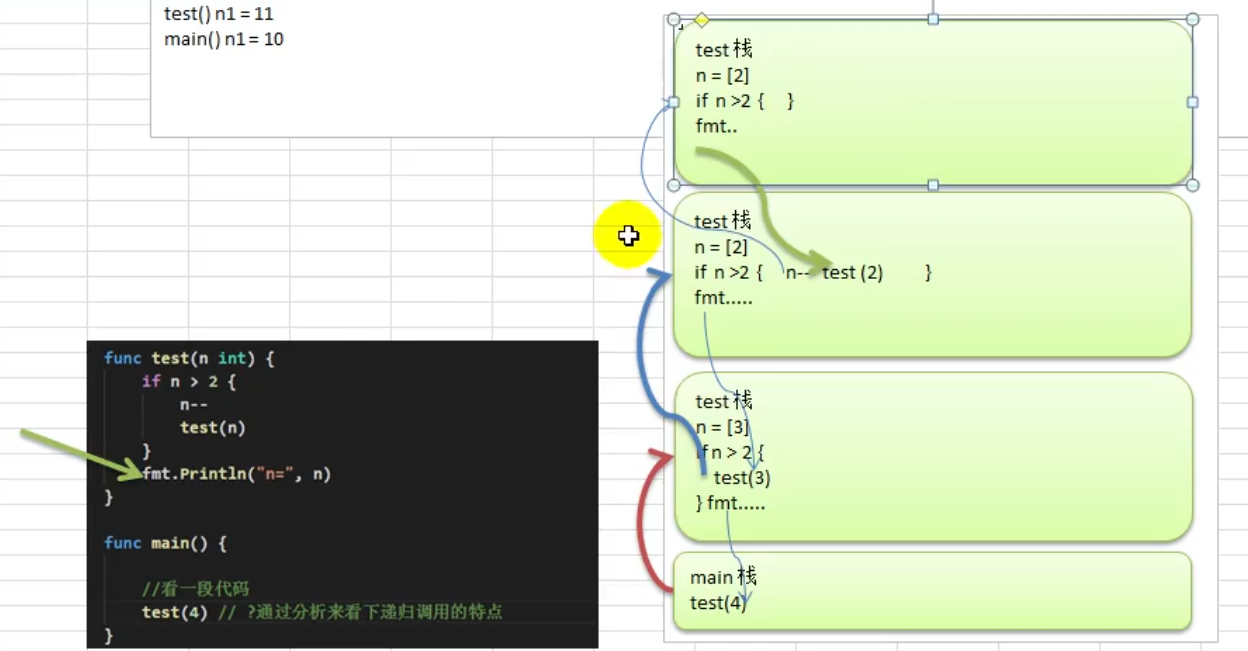 test() n1 = 11
main() n1 = 10
test 栈
n = [2]
if n >2 { }
fmt..
test 栈
n = [2]
if n >2 { n-- test (2) }
fmt.....
test 栈
n = [3]
if n > 2 {
test(3)
} fmt.....
main 栈
test(4)
func test(n int) {
if n > 2 {
n--
test(n)
}
fmt.Println("n=", n)
}
func main() {
//看一段代码
test(4) // ?通过分析来看下递归调用的特点
}